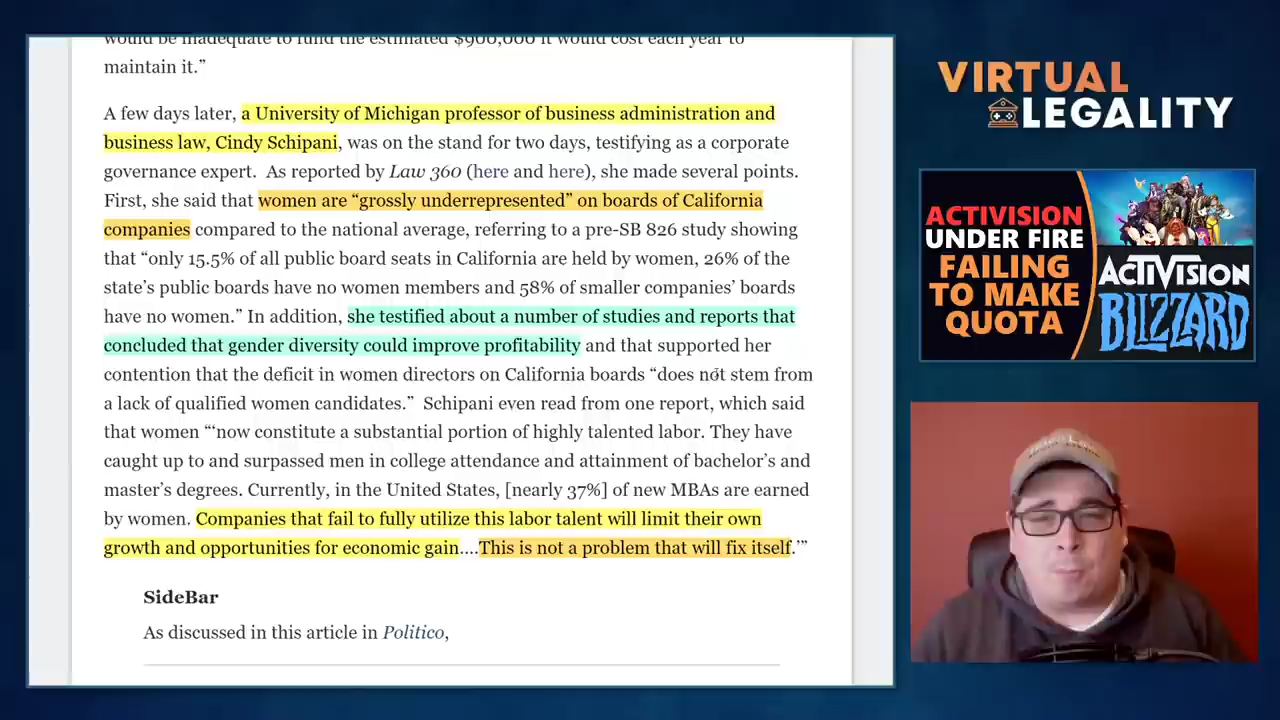 would be inadequate to fund the estimated $900,000 it would cost each year to
maintain it.”
A few days later, a University of Michigan professor of business administration and
business law, Cindy Schipani, was on the stand for two days, testifying as a corporate
governance expert.  As reported by Law 360 (here and here), she made several points.
First, she said that women are “grossly underrepresented” on boards of California
companies compared to the national average, referring to a pre-SB 826 study showing
that “only 15.5% of all public board seats in California are held by women, 26% of the
state’s public boards have no women members and 58% of smaller companies’ boards
have no women.” In addition, she testified about a number of studies and reports that
concluded that gender diversity could improve profitability and that supported her
contention that the deficit in women directors on California boards “does not stem from
a lack of qualified women candidates.”  Schipani even read from one report, which said
that women “‘now constitute a substantial portion of highly talented labor. They have
caught up to and surpassed men in college attendance and attainment of bachelor’s and
master’s degrees. Currently, in the United States, [nearly 37%] of new MBAs are earned
by women. Companies that fail to fully utilize this labor talent will limit their own
growth and opportunities for economic gain....This is not a problem that will fix itself.’”
SideBar
As discussed in this article in Politico,
VIRTUAL
LEGALITY
ACTIVISION
UNDER FIRE
FAILING
TO MAKE
QUOTA
ACTIVISION
BLIZZARD